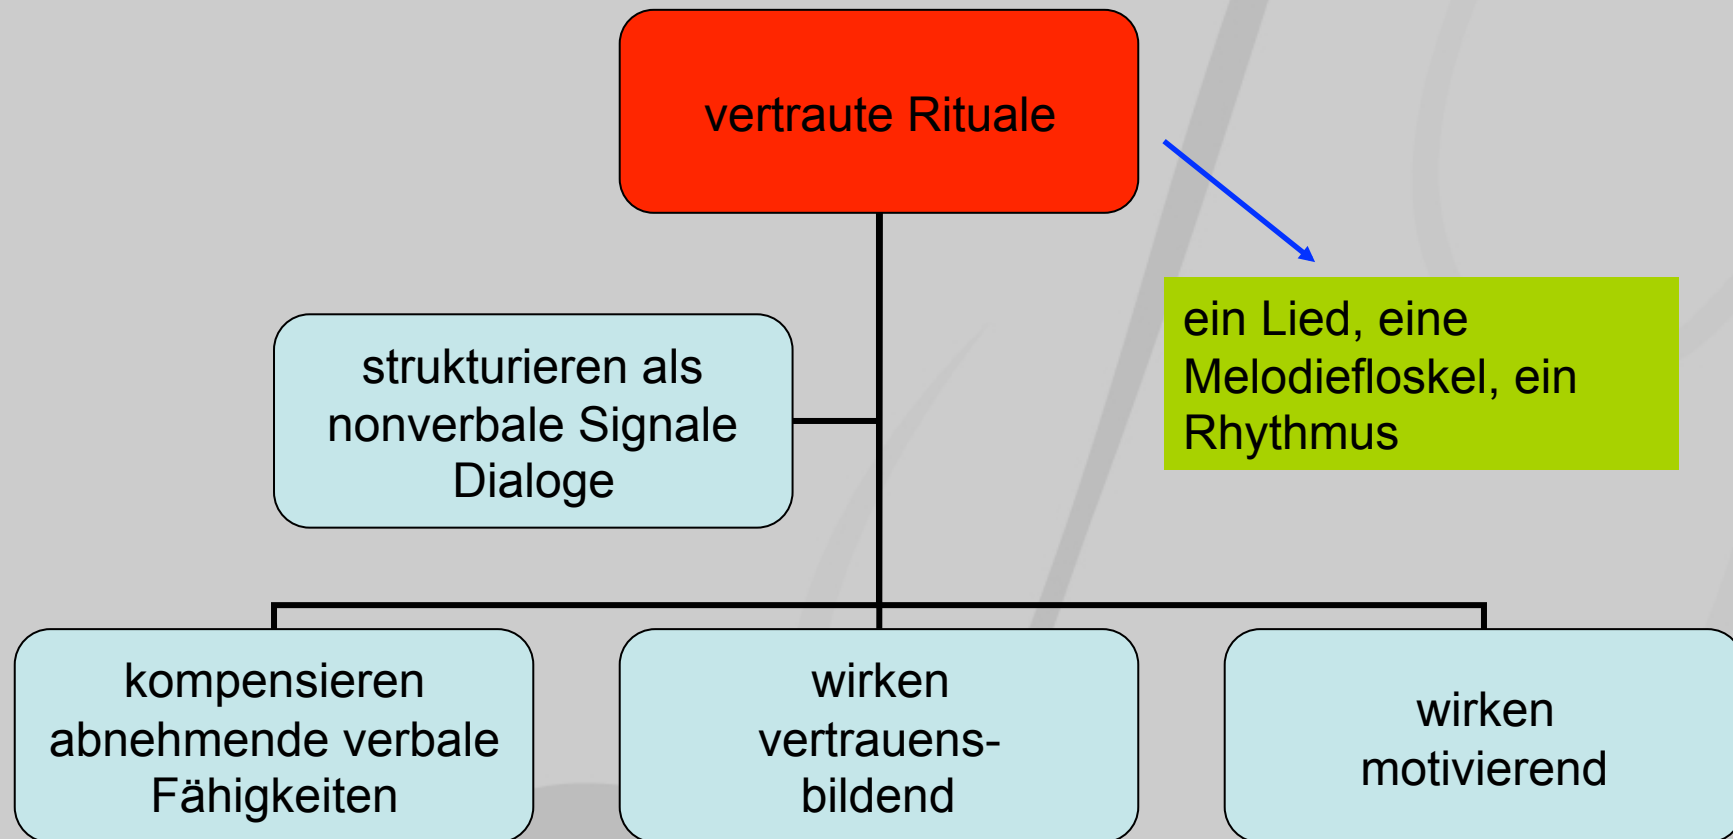 vertraute Rituale
ein Lied, eine
Melodiefloskel, ein
Rhythmus
strukturieren als
nonverbale Signale
Dialoge
kompensieren
abnehmende verbale
Fähigkeiten
wirken
vertrauens-
bildend
wirken
motivierend